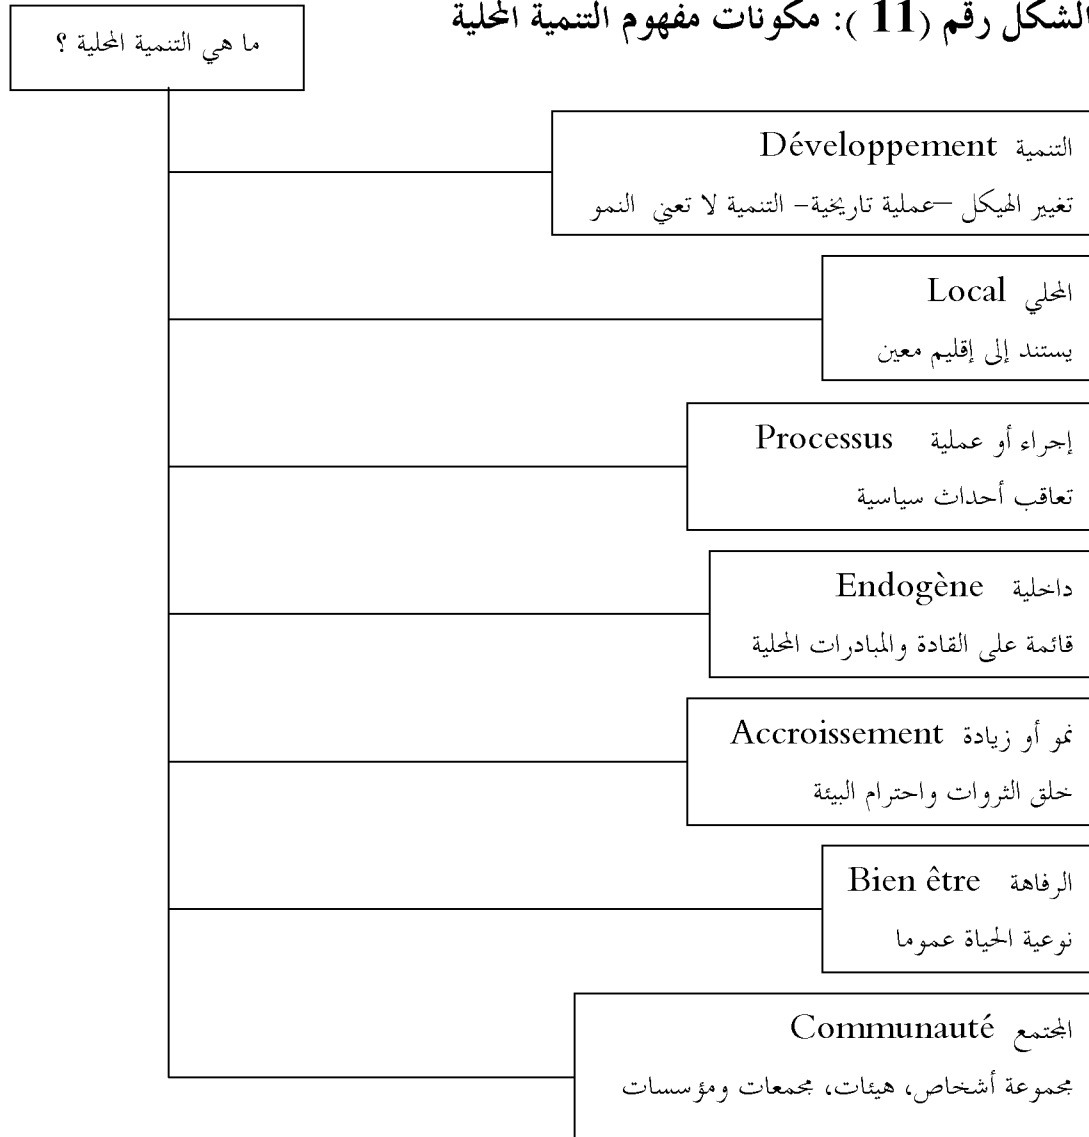 الشكل رقم (11 ): مكونات مفهوم التنمية المحلية
ما هي التنمية المحلية ؟
التنمية Développement
تغيير الهيكل –عملية تاريخية– التنمية لا تعني النمو
المحلي Local
يستند إلى إقليم معين
إجراء أو عملية Processus
تعاقب أحداث سياسية
داخلية Endogène
قائمة على القادة والمبادرات المحلية
نمو أو زيادة Accroissement
خلق الثروات واحترام البيئة
الرفاهة Bien être
نوعية الحياة عموما
المجتمع Communauté
مجموعة أشخاص، هيئات، مجمعات ومؤسسات